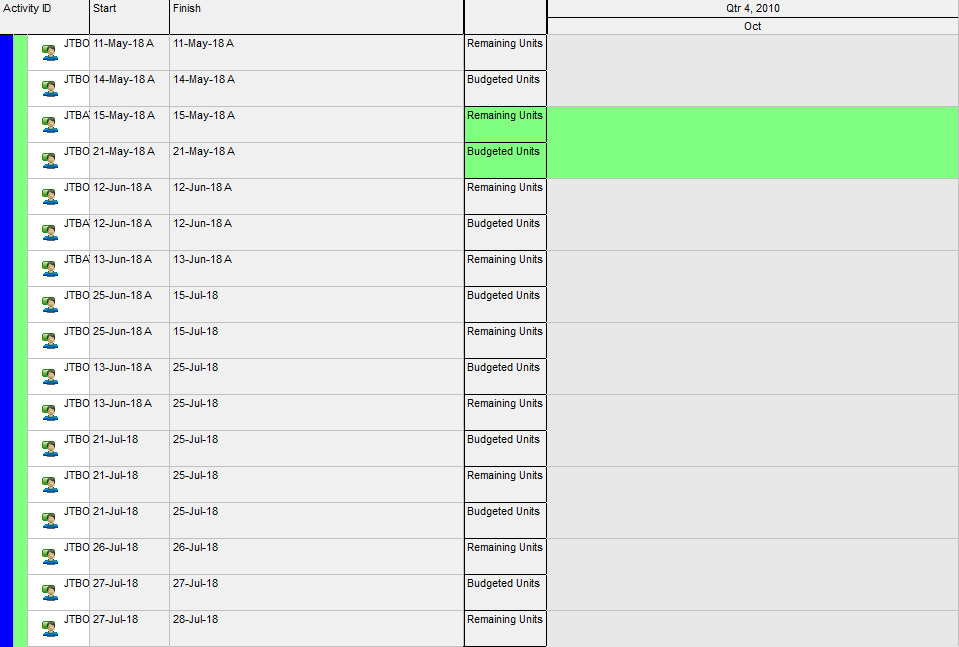 Activity ID Start Finish Qtr 4, 2010
Oct
JTBO 11-May-18 A 11-May-18 A Remaining Units
JTBO 14-May-18 A 14-May-18 A Budgeted Units
JTBA 15-May-18 A 15-May-18 A Remaining Units
JTBO 21-May-18 A 21-May-18 A Budgeted Units
JTBO 12-Jun-18 A 12-Jun-18 A Remaining Units
JTBA 12-Jun-18 A 12-Jun-18 A Budgeted Units
JTBA 13-Jun-18 A 13-Jun-18 A Remaining Units
JTBO 25-Jun-18 A 15-Jul-18 Budgeted Units
JTBO 25-Jun-18 A 15-Jul-18 Remaining Units
JTBO 13-Jun-18 A 25-Jul-18 Budgeted Units
JTBO 13-Jun-18 A 25-Jul-18 Remaining Units
JTBO 21-Jul-18 25-Jul-18 Budgeted Units
JTBO 21-Jul-18 25-Jul-18 Remaining Units
JTBO 21-Jul-18 25-Jul-18 Budgeted Units
JTBO 26-Jul-18 26-Jul-18 Remaining Units
JTBO 27-Jul-18 27-Jul-18 Budgeted Units
JTBO 27-Jul-18 28-Jul-18 Remaining Units